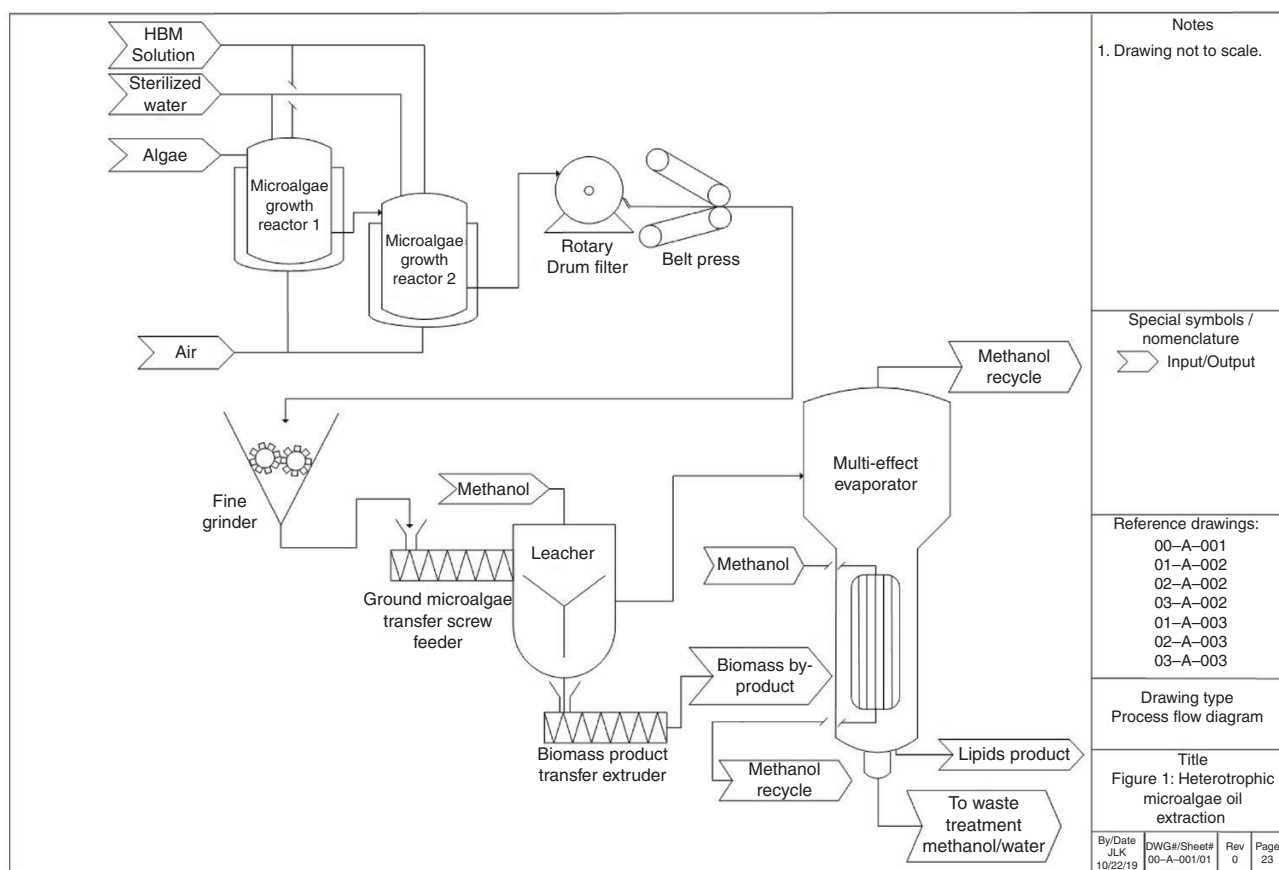 HBM
Solution
Sterilized
water
Algae
Microalgae
growth
reactor 1
Microalgae
growth
reactor 2
Air
Rotary
Drum filter
Belt press
Fine
grinder
Methanol
Leacher
Ground microalgae
transfer screw
feeder
Biomass by-
product
Biomass product
transfer extruder
Methanol
recycle
Multi-effect
evaporator
Methanol
Methanol
recycle
Lipids product
To waste
treatment
methanol/water
Notes
1. Drawing not to scale.
Special symbols /
nomenclature
Input/Output
Reference drawings:
00–A–001
01–A–002
02–A–002
03–A–002
01–A–003
02–A–003
03–A–003
Drawing type
Process flow diagram
Title
Figure 1: Heterotrophic
microalgae oil
extraction
By/Date
JLK
10/22/19
DWG#/Sheet#
00–A–001/01
Rev
0
Page
23